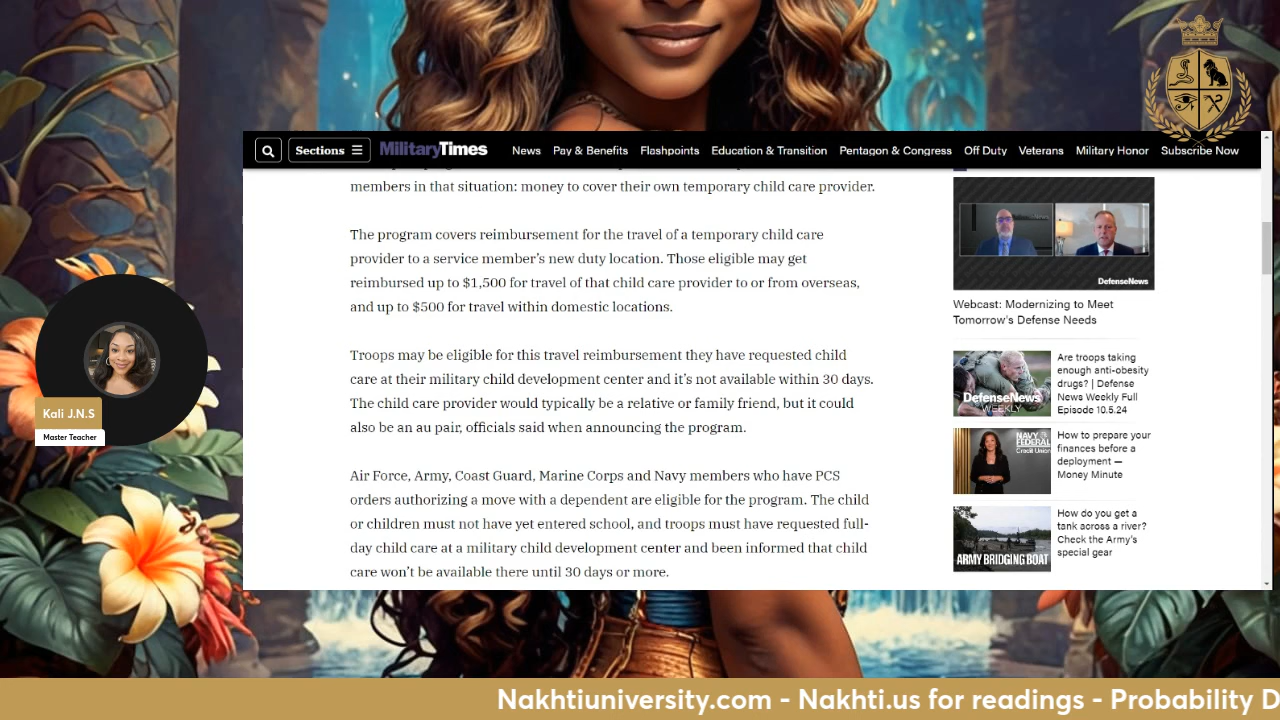 Sections
MilitaryTimes
News Pay & Benefits Flashpoints Education & Transition Pentagon & Congress Off Duty Veterans Military Honor Subscribe Now
members in that situation: money to cover their own temporary child care provider.
The program covers reimbursement for the travel of a temporary child care
provider to a service member's new duty location. Those eligible may get
reimbursed up to $1,500 for travel of that child care provider to or from overseas,
and up to $500 for travel within domestic locations.
Troops may be eligible for this travel reimbursement they have requested child
care at their military child development center and it's not available within 30 days.
The child care provider would typically be a relative or family friend, but it could
also be an au pair, officials said when announcing the program.
Air Force, Army, Coast Guard, Marine Corps and Navy members who have PCS
orders authorizing a move with a dependent are eligible for the program. The child
or children must not have yet entered school, and troops must have requested full-
day child care at a military child development center and been informed that child
care won't be available there until 30 days or more.
DefenseNews
Webcast: Modernizing to Meet
Tomorrow's Defense Needs
DefenseNews
WEEKLY
Are troops taking
enough anti-obesity
drugs? | Defense
News Weekly Full
Episode 10.5.24
NAVY
FEDERAL
Credit Union
How to prepare your
finances before a
deployment —
Money Minute
ARMY BRIDGING BOAT
How do you get a
tank across a river?
Check the Army's
special gear
Kali J.N.S
Master Teacher
Nakhtiuniversity.com - Nakhti.us for readings - Probability D